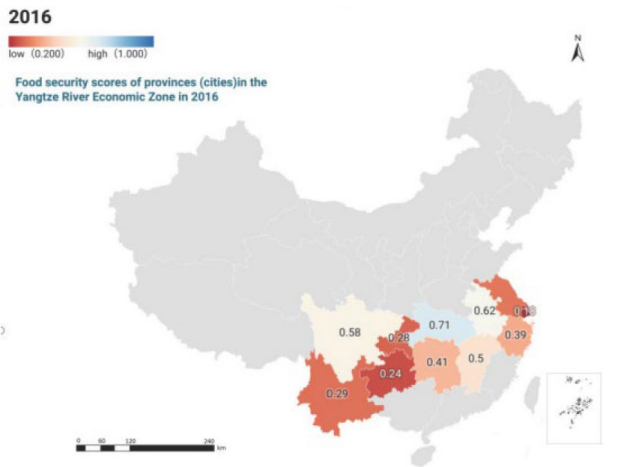 2016
low (0.200) high (1.000)
Food security scores of provinces (cities)in the
Yangtze River Economic Zone in 2016
N
0.62
0.71
0.58
0.28
0.39
0.5
0.41
0.24
0.29
0 60 120 240 km